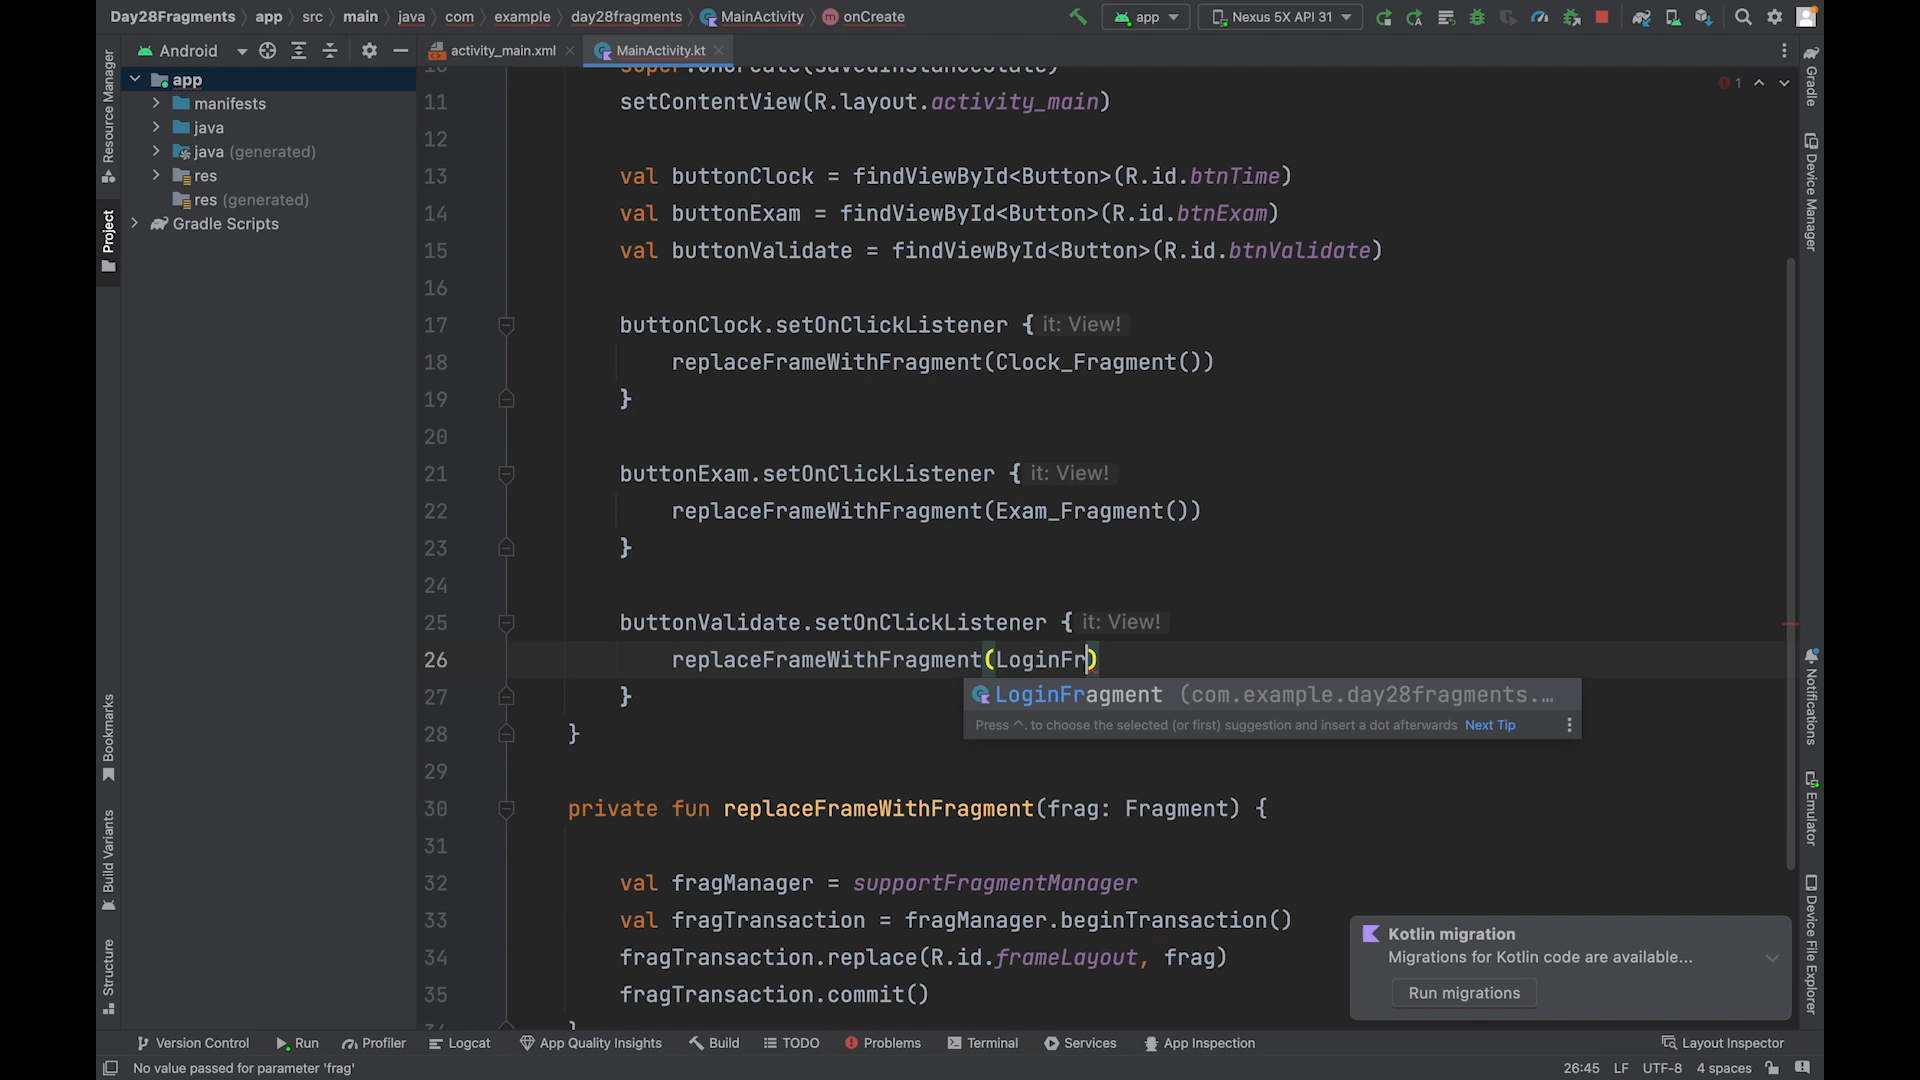 Day28Fragments app src main java com example day28fragments MainActivity onCreate
app Nexus 5X API 31
Android
activity_main.xml MainActivity.kt
app
manifests
java
java (generated)
res
res (generated)
Gradle Scripts
Resource Manager
Project
Bookmarks
Build Variants
Structure
super.onCreate(savedInstanceState)
11 setContentView(R.layout.activity_main)
12
13 val buttonClock = findViewById<Button>(R.id.btnTime)
14 val buttonExam = findViewById<Button>(R.id.btnExam)
15 val buttonValidate = findViewById<Button>(R.id.btnValidate)
16
17 buttonClock.setOnClickListener { it: View!
18 replaceFrameWithFragment(Clock_Fragment())
19 }
20
21 buttonExam.setOnClickListener { it: View!
22 replaceFrameWithFragment(Exam_Fragment())
23 }
24
25 buttonValidate.setOnClickListener { it: View!
26 replaceFrameWithFragment(LoginFr)
LoginFragment (com.example.day28fragments.…
Press ^. to choose the selected (or first) suggestion and insert a dot afterwards Next Tip
27 }
28 }
29
30 private fun replaceFrameWithFragment(frag: Fragment) {
31
32 val fragManager = supportFragmentManager
33 val fragTransaction = fragManager.beginTransaction()
34 fragTransaction.replace(R.id.frameLayout, frag)
35 fragTransaction.commit()
}
1
Gradle
Device Manager
Notifications
Emulator
Device File Explorer
Kotlin migration
Migrations for Kotlin code are available...
Run migrations
Version Control Run Profiler Logcat App Quality Insights Build TODO Problems Terminal Services App Inspection Layout Inspector
No value passed for parameter 'frag' 26:45 LF UTF-8 4 spaces